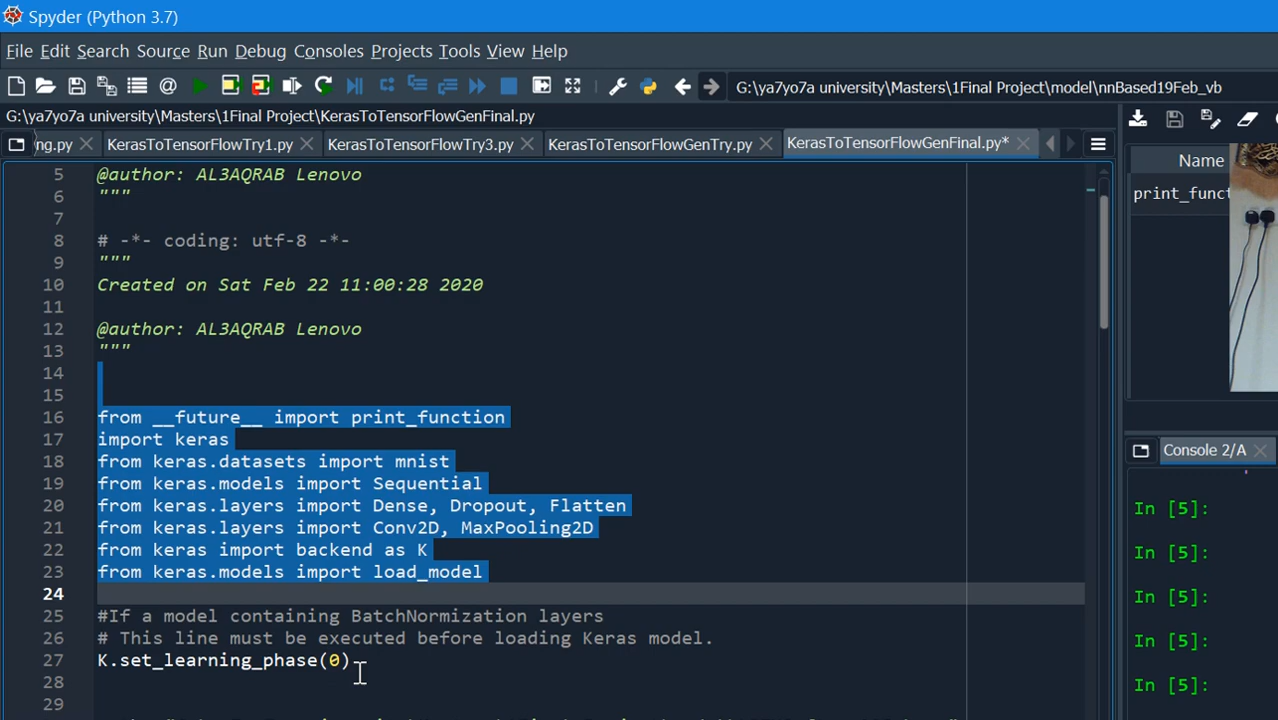 Spyder (Python 3.7)
File Edit Search Source Run Debug Consoles Projects Tools View Help
G:\ya7yo7a university\Masters\1Final Project\model\nnBased19Feb_vb
G:\ya7yo7a university\Masters\1Final Project\KerasToTensorFlowGenFinal.py
ng.py KerasToTensorFlowTry1.py KerasToTensorFlowTry3.py KerasToTensorFlowGenTry.py KerasToTensorFlowGenFinal.py*
Name
print_funct
5 @author: AL3AQRAB Lenovo
6 """
7
8 # -*- coding: utf-8 -*-
9 """
10 Created on Sat Feb 22 11:00:28 2020
11
12 @author: AL3AQRAB Lenovo
13 """
14
15
16 from __future__ import print_function
17 import keras
18 from keras.datasets import mnist
19 from keras.models import Sequential
20 from keras.layers import Dense, Dropout, Flatten
21 from keras.layers import Conv2D, MaxPooling2D
22 from keras import backend as K
23 from keras.models import load_model
24
25 #If a model containing BatchNormization layers
26 # This line must be executed before loading Keras model.
27 K.set_learning_phase(0)
28
29
Console 2/A
In [5]:
In [5]:
In [5]:
In [5]:
In [5]: